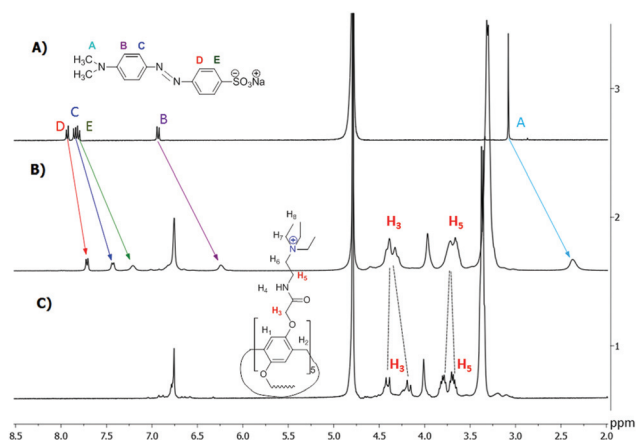 A)
A B C
H₃C
N
H₃C
N
N
D E
S
SO₃Na
D C E B A
3
B)
H₃ H₅
2
H₈
H₇
N
H₆
H₅
H₄ NH
O
H₃
O
H₁ H₂
O
5
C)
H₃ H₅
1
8.5 8.0 7.5 7.0 6.5 6.0 5.5 5.0 4.5 4.0 3.5 3.0 2.5 2.0 ppm